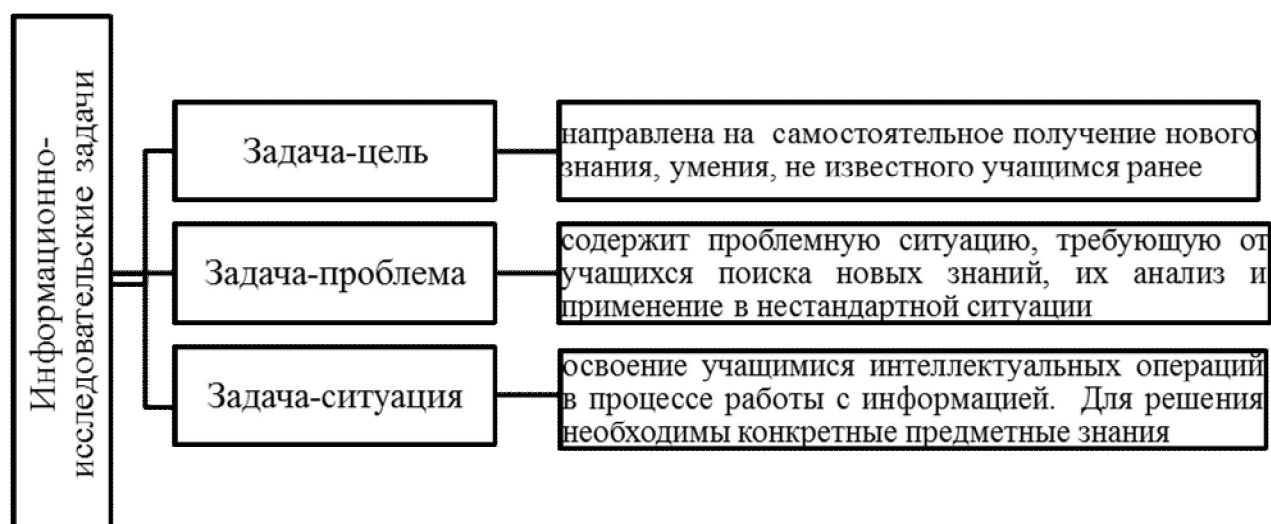 Информационно-
исследовательские задачи
Задача-цель
направлена на самостоятельное получение нового
знания, умения, не известного учащимся ранее
Задача-проблема
содержит проблемную ситуацию, требующую от
учащихся поиска новых знаний, их анализ и
применение в нестандартной ситуации
Задача-ситуация
освоение учащимися интеллектуальных операций
в процессе работы с информацией. Для решения
необходимы конкретные предметные знания